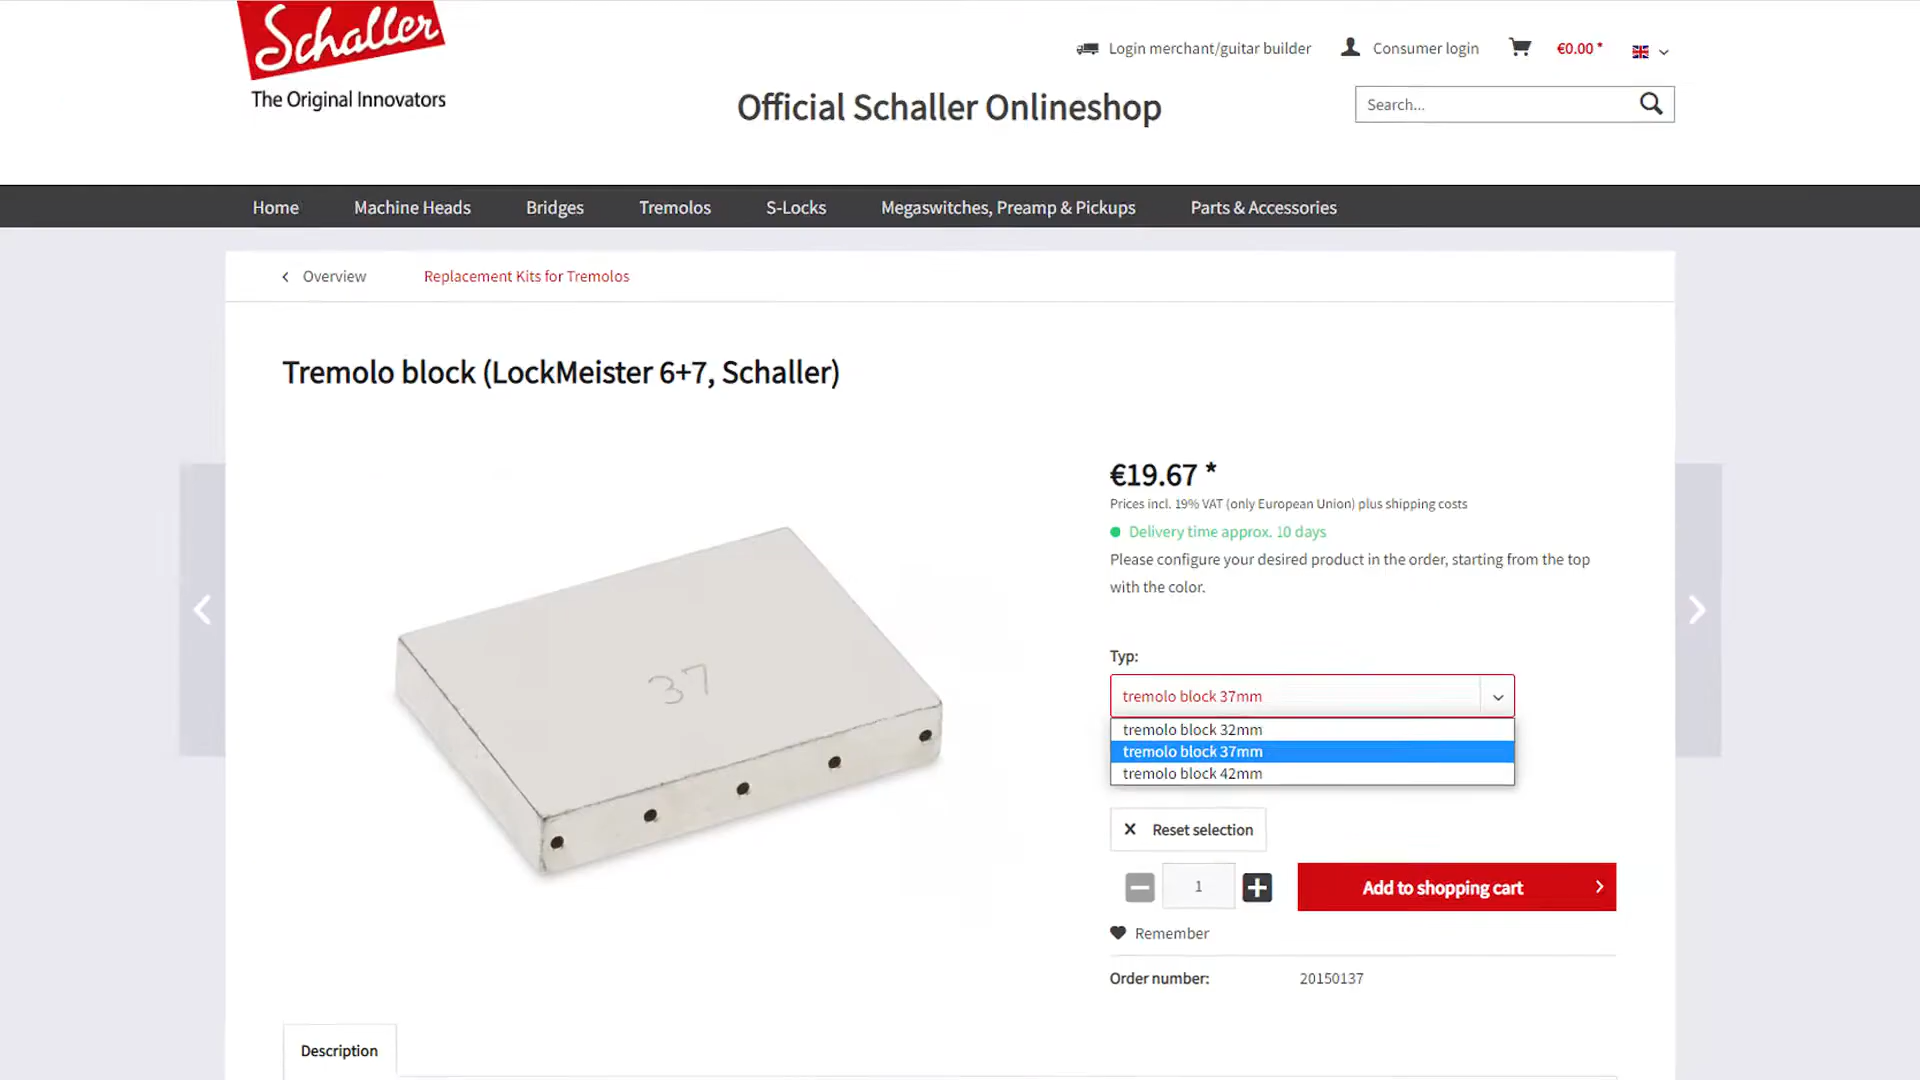 Schaller
The Original Innovators
Login merchant/guitar builder
Consumer login
€0.00 *
Official Schaller Onlineshop
Search...
Home
Machine Heads
Bridges
Tremolos
S-Locks
Megaswitches, Preamp & Pickups
Parts & Accessories
Overview
Replacement Kits for Tremolos
Tremolo block (LockMeister 6+7, Schaller)
€19.67 *
Prices incl. 19% VAT (only European Union) plus shipping costs
Delivery time approx. 10 days
Please configure your desired product in the order, starting from the top
with the color.
37
Typ:
tremolo block 37mm
tremolo block 32mm
tremolo block 37mm
tremolo block 42mm
Reset selection
1
Add to shopping cart
Remember
Order number:
20150137
Description